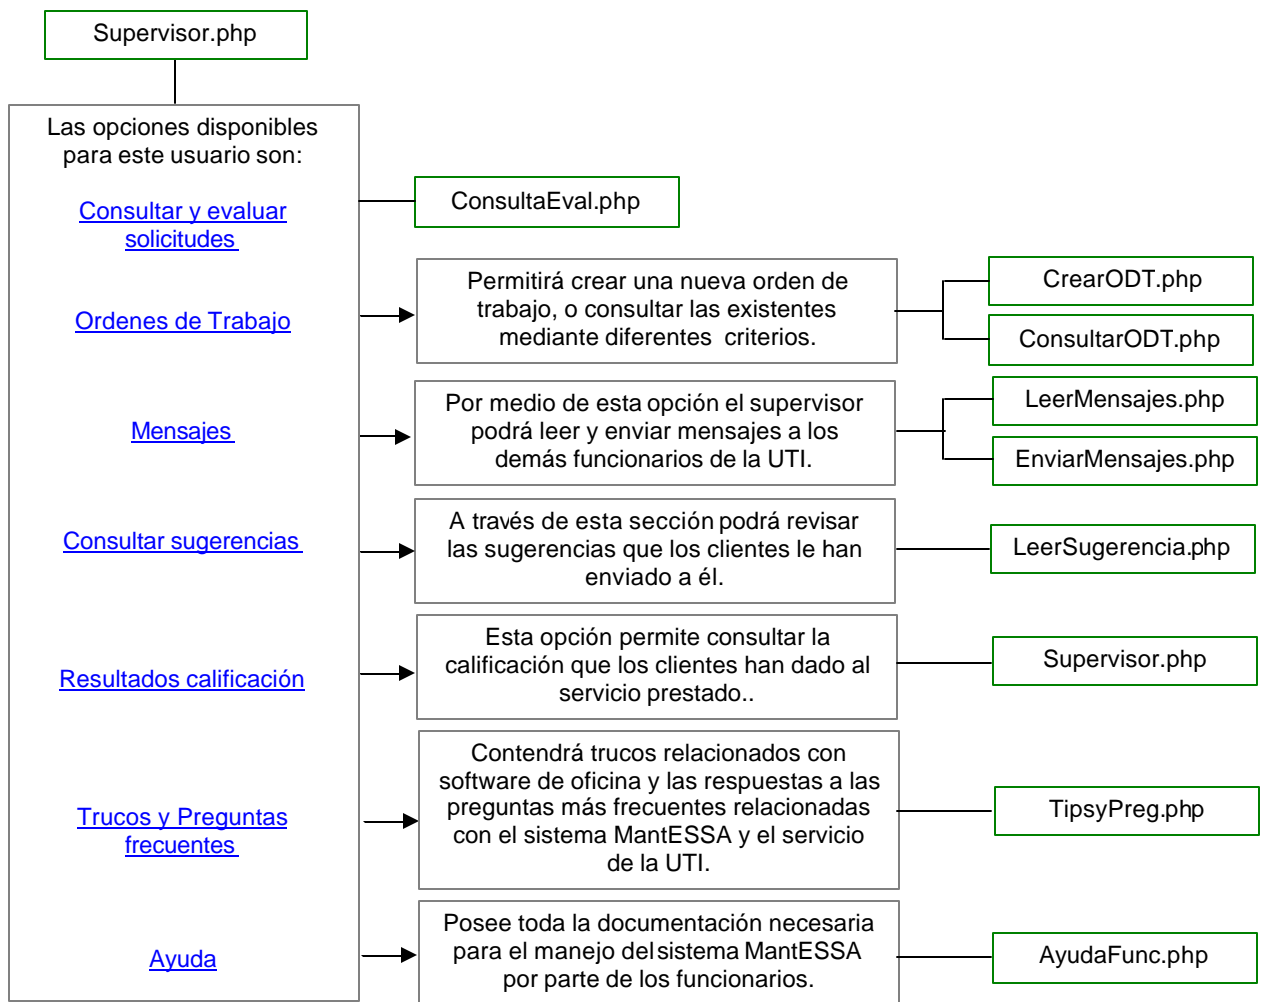 Supervisor.php
Las opciones disponibles
para este usuario son:
Consultar y evaluar
solicitudes
ConsultaEval.php
Ordenes de Trabajo
Permitirá crear una nueva orden de
trabajo, o consultar las existentes
mediante diferentes criterios.
CrearODT.php
ConsultarODT.php
Mensajes
Por medio de esta opción el supervisor
podrá leer y enviar mensajes a los
demás funcionarios de la UTI.
LeerMensajes.php
EnviarMensajes.php
Consultar sugerencias
A través de esta sección podrá revisar
las sugerencias que los clientes le han
enviado a él.
LeerSugerencia.php
Resultados calificación
Esta opción permite consultar la
calificación que los clientes han dado al
servicio prestado..
Supervisor.php
Trucos y Preguntas
frecuentes
Contendrá trucos relacionados con
software de oficina y las respuestas a las
preguntas más frecuentes relacionadas
con el sistema MantESSA y el servicio
de la UTI.
TipsyPreg.php
Ayuda
Posee toda la documentación necesaria
para el manejo del sistema MantESSA
por parte de los funcionarios.
AyudaFunc.php